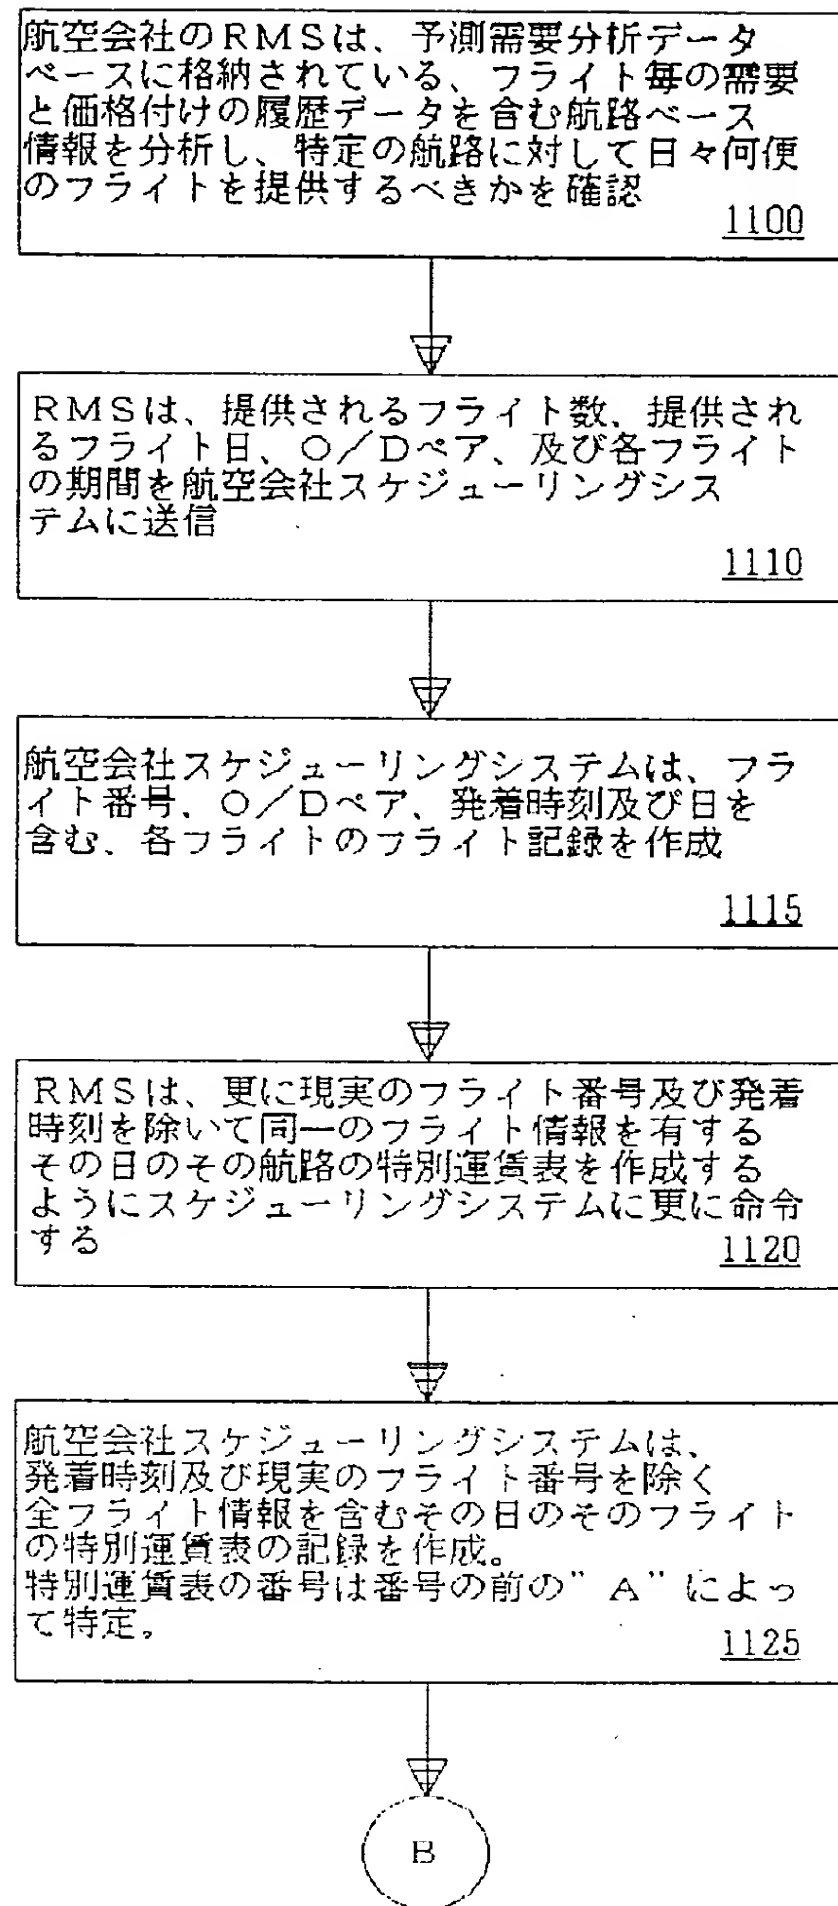 航空会社のRMSは、予測需要分析データ
ベースに格納されている、フライト毎の需要
と価格付けの履歴データを含む航路ベース
情報を分析し、特定の航路に対して日々何便
のフライトを提供するべきかを確認
1100
RMSは、提供されるフライト数、提供され
るフライト日、O/Dペア、及び各フライト
の期間を航空会社スケジューリングシス
テムに送信
1110
航空会社スケジューリングシステムは、フラ
イト番号、O/Dペア、発着時刻及び日を
含む、各フライトのフライト記録を作成
1115
RMSは、更に現実のフライト番号及び発着
時刻を除いて同一のフライト情報を有する
その日のその航路の特別運賃表を作成する
ようにスケジューリングシステムに更に命令
する
1120
航空会社スケジューリングシステムは、
発着時刻及び現実のフライト番号を除く
全フライト情報を含むその日のそのフライト
の特別運賃表の記録を作成。
特別運賃表の番号は番号の前の”A”によっ
て特定。
1125
B